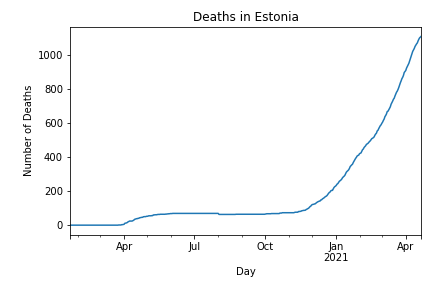 Deaths in Estonia
Number of Deaths
1000
800
600
400
200
0
Apr
Jul
Oct
Jan
2021
Apr
Day